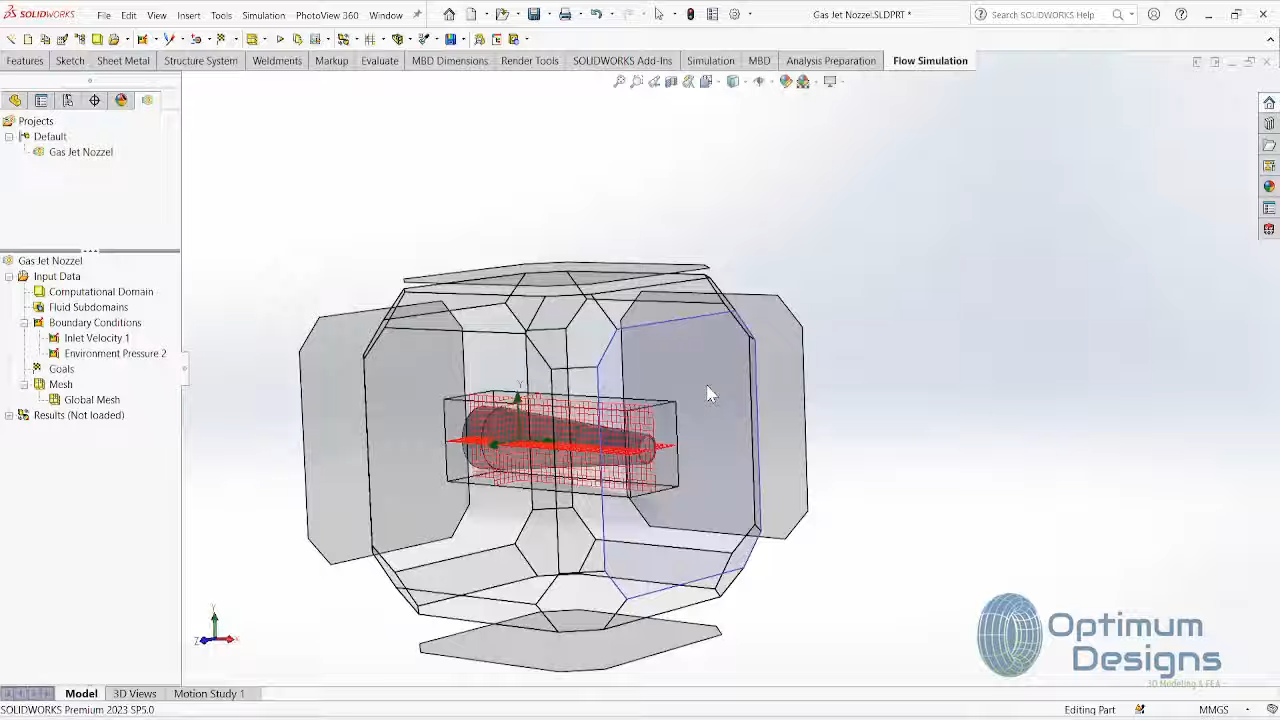 SOLIDWORKS File Edit View Insert Tools Simulation PhotoView 360 Window Gas Jet Nozzel.SLDPRT * Search SOLIDWORKS Help
Features Sketch Sheet Metal Structure System Weldments Markup Evaluate MBD Dimensions Render Tools SOLIDWORKS Add-Ins Simulation MBD Analysis Preparation Flow Simulation
Projects
Default
Gas Jet Nozzel
Gas Jet Nozzel
Input Data
Computational Domain
Fluid Subdomains
Boundary Conditions
Inlet Velocity 1
Environment Pressure 2
Goals
Mesh
Global Mesh
Results (Not loaded)
Y
Y
Z X
Optimum
Designs
3D Modeling & FEA
Model 3D Views Motion Study 1
SOLIDWORKS Premium 2023 SP5.0 Editing Part MMGS